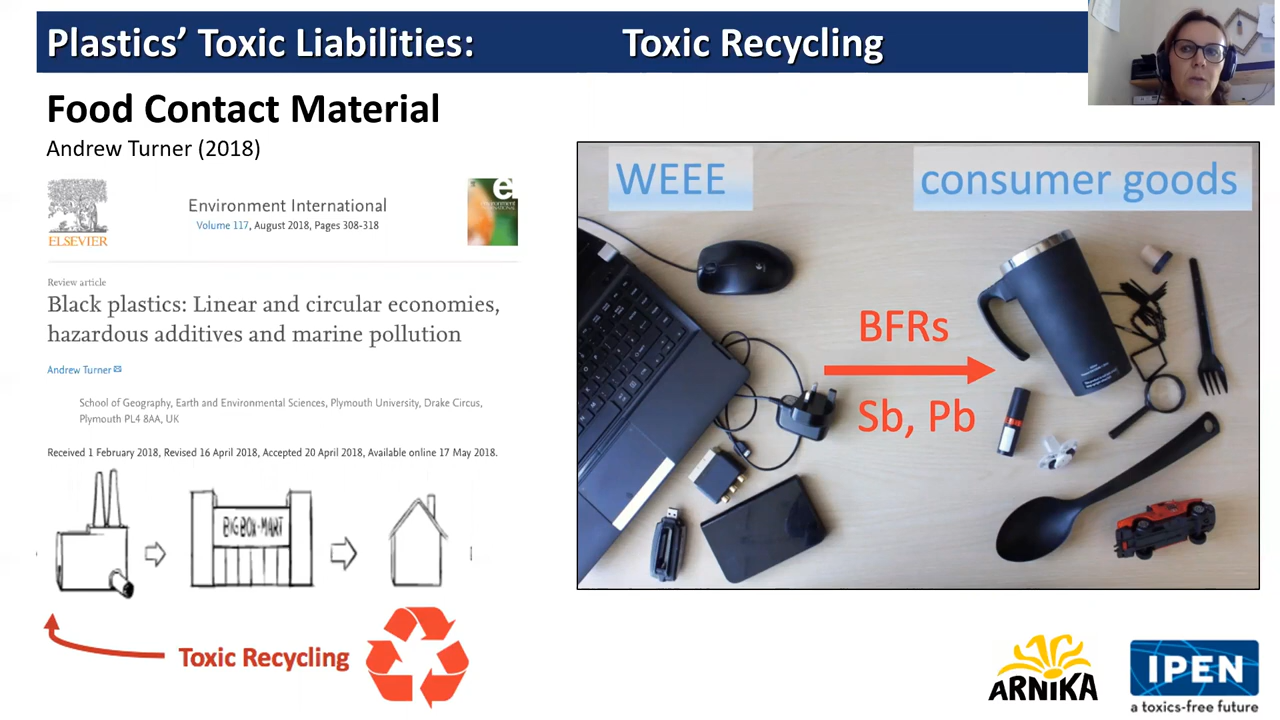 Plastics’ Toxic Liabilities: Toxic Recycling
Food Contact Material
Andrew Turner (2018)
ELSEVIER
Environment International
Volume 117, August 2018, Pages 308-318
e.
Review article
Black plastics: Linear and circular economies,
hazardous additives and marine pollution
Andrew Turner
School of Geography, Earth and Environmental Sciences, Plymouth University, Drake Circus,
Plymouth PL4 8AA, UK
Received 1 February 2018, Revised 16 April 2018, Accepted 20 April 2018, Available online 17 May 2018.
BIG BOX-MART
Toxic Recycling
WEEE
consumer goods
BFRs
Sb, Pb
ARNIKA
IPEN
a toxics-free future